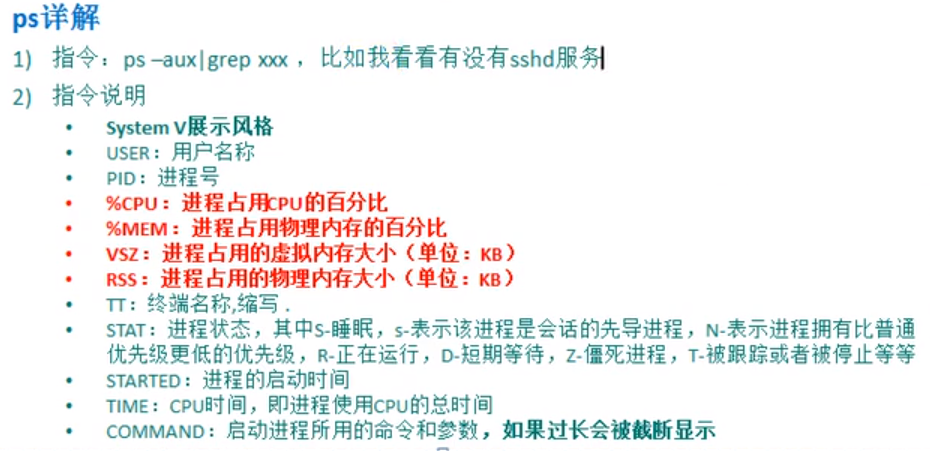 ps详解
1) 指令：ps –aux|grep xxx ，比如我看看有没有sshd服务
2) 指令说明
• System V展示风格
• USER：用户名称
• PID：进程号
• %CPU：进程占用CPU的百分比
• %MEM：进程占用物理内存的百分比
• VSZ：进程占用的虚拟内存大小（单位：KB）
• RSS：进程占用的物理内存大小（单位：KB）
• TT：终端名称,缩写 .
• STAT：进程状态，其中S-睡眠，s-表示该进程是会话的先导进程，N-表示进程拥有比普通
优先级更低的优先级，R-正在运行，D-短期等待，Z-僵死进程，T-被跟踪或者被停止等等
• STARTED：进程的启动时间
• TIME：CPU时间，即进程使用CPU的总时间
• COMMAND：启动进程所用的命令和参数，如果过长会被截断显示